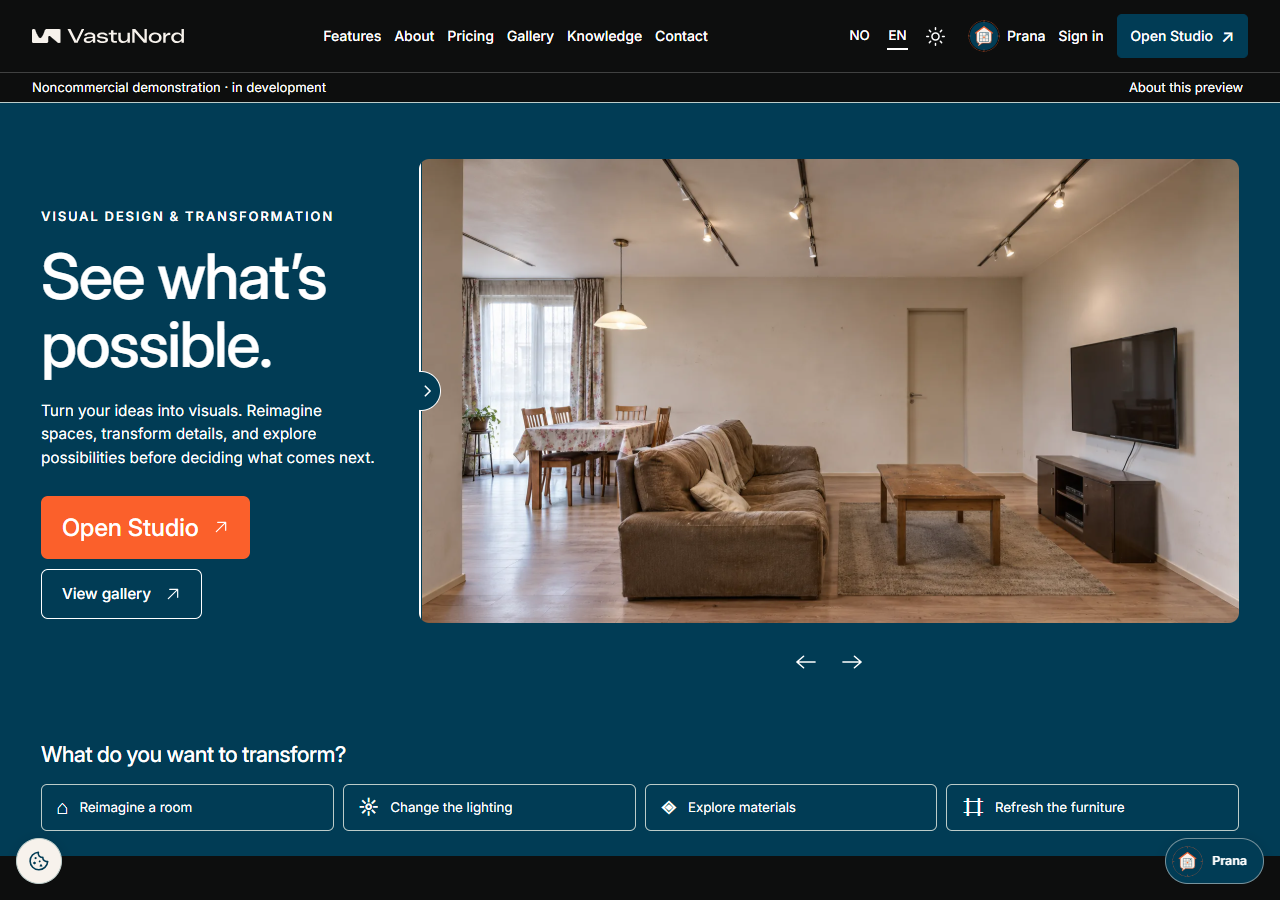 VastuNord
Features About Pricing Gallery Knowledge Contact
NO EN
Prana Sign in Open Studio
Noncommercial demonstration · in development
About this preview
VISUAL DESIGN & TRANSFORMATION
See what’s
possible.
Turn your ideas into visuals. Reimagine
spaces, transform details, and explore
possibilities before deciding what comes next.
Open Studio
View gallery
What do you want to transform?
Reimagine a room
Change the lighting
Explore materials
Refresh the furniture
Prana